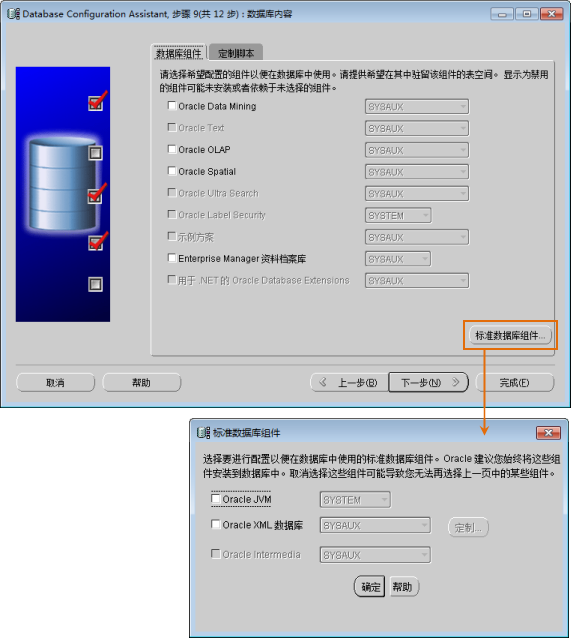 Database Configuration Assistant, 步骤 9(共 12 步) : 数据库内容
数据库组件 定制脚本
请选择希望配置的组件以便在数据库中使用。请提供希望在其中驻留该组件的表空间。 显示为禁用
的组件可能未安装或者依赖于未选择的组件。
Oracle Data Mining SYSAUX
Oracle Text SYSAUX
Oracle OLAP SYSAUX
Oracle Spatial SYSAUX
Oracle Ultra Search SYSAUX
Oracle Label Security SYSTEM
示例方案 SYSAUX
Enterprise Manager 资料档案库 SYSAUX
用于 .NET 的 Oracle Database Extensions SYSAUX
标准数据库组件...
取消 帮助 上一步(B) 下一步(N) 完成(F)
标准数据库组件
选择要进行配置以便在数据库中使用的标准数据库组件。Oracle 建议您始终将这些组
件安装到数据库中。取消选择这些组件可能导致您无法再选择上一页中的某些组件。
Oracle JVM SYSTEM
Oracle XML 数据库 SYSAUX 定制...
Oracle Intermedia SYSAUX
确定 帮助